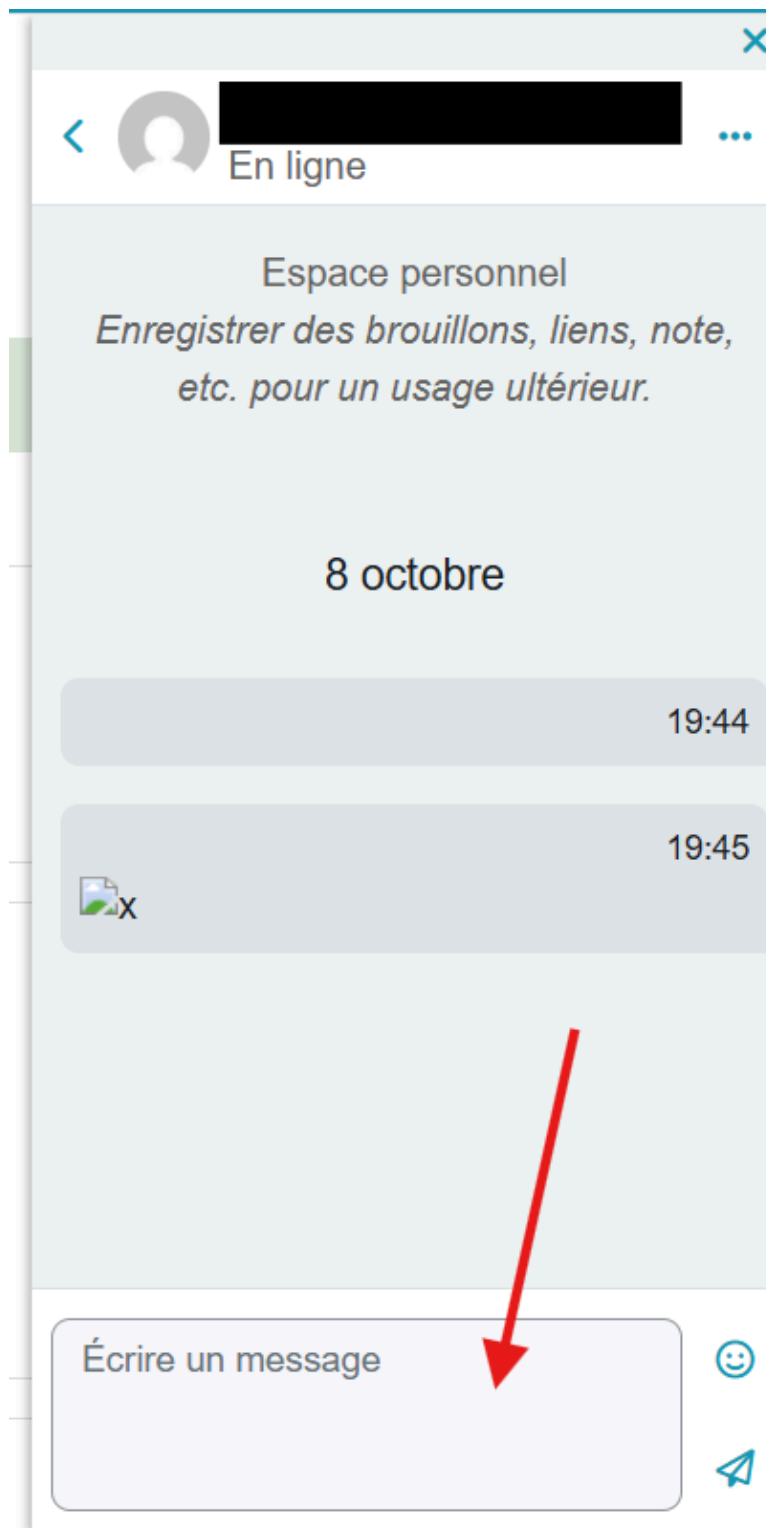 En ligne
Espace personnel
Enregistrer des brouillons, liens, note,
etc. pour un usage ultérieur.
8 octobre
19:44
19:45
x
Écrire un message